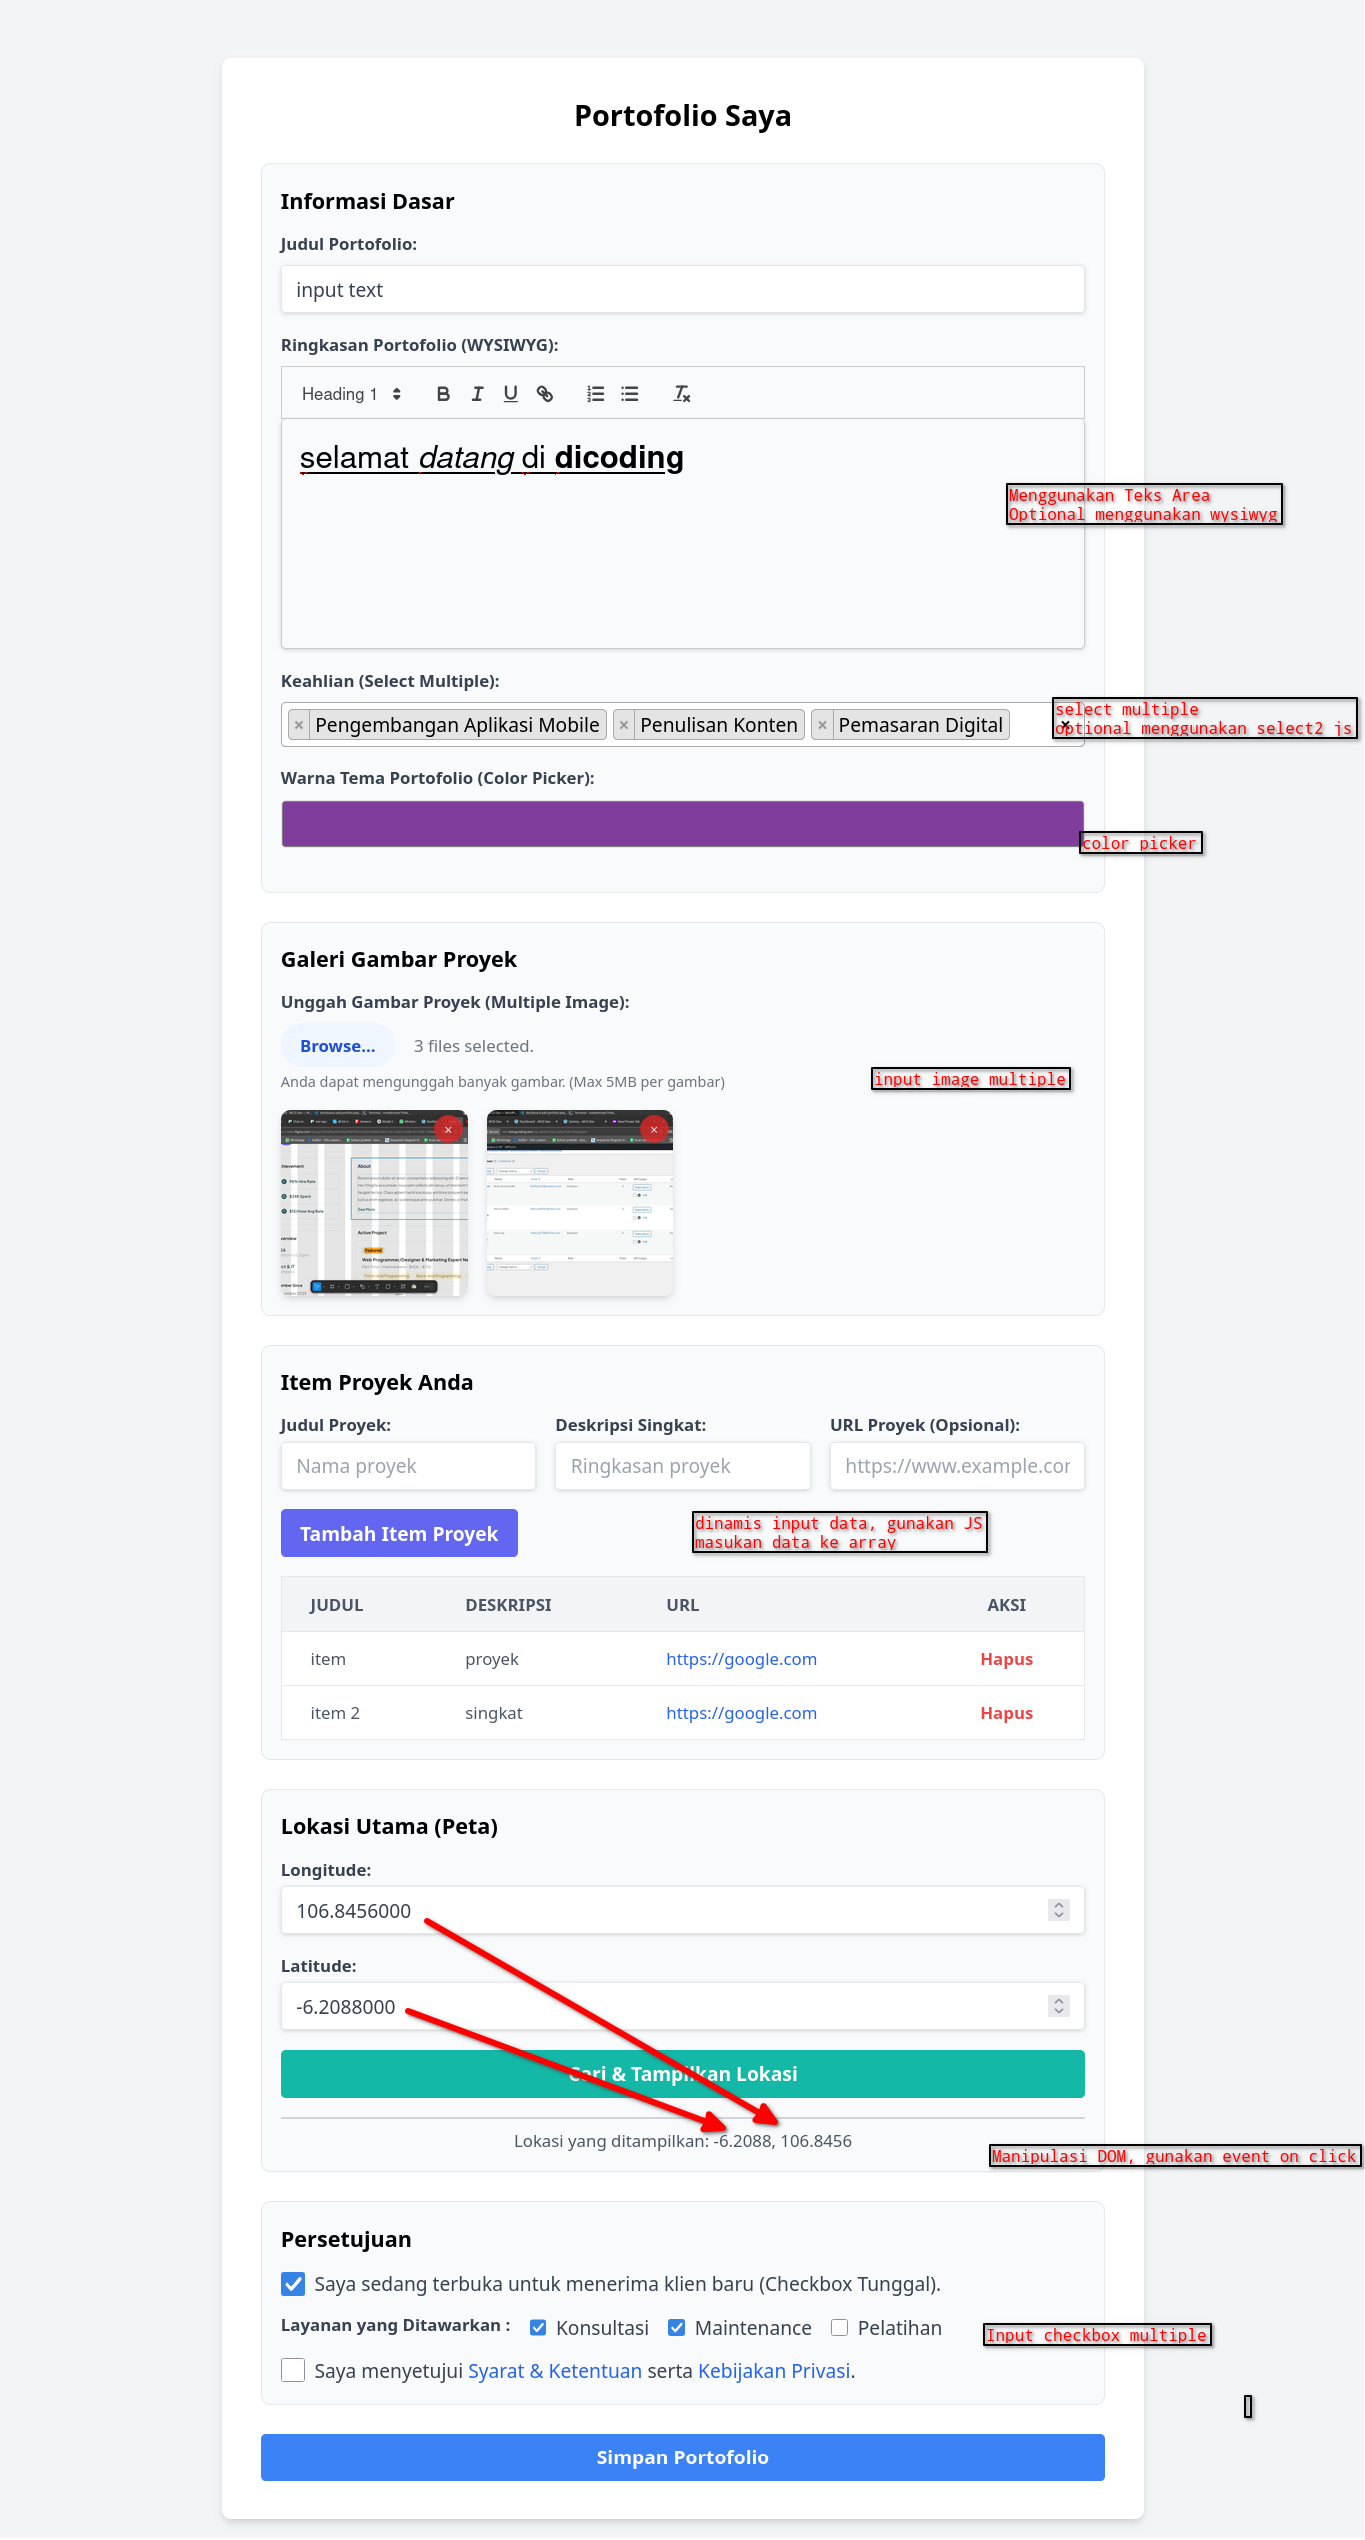 Portofolio Saya
Informasi Dasar
Judul Portofolio:
input text
Ringkasan Portofolio (WYSIWYG):
Heading 1
selamat datang di dicoding
Menggunakan Teks Area
Optional menggunakan wysiwyg
Keahlian (Select Multiple):
× Pengembangan Aplikasi Mobile × Penulisan Konten × Pemasaran Digital ×
select multiple
optional menggunakan select2 js
Warna Tema Portofolio (Color Picker):
color picker
Galeri Gambar Proyek
Unggah Gambar Proyek (Multiple Image):
Browse... 3 files selected.
Anda dapat mengunggah banyak gambar. (Max 5MB per gambar)
input image multiple
About
See More
Active Project
Featured
Item Proyek Anda
Judul Proyek: Deskripsi Singkat: URL Proyek (Opsional):
Nama proyek Ringkasan proyek https://www.example.cor
Tambah Item Proyek
dinamis input data, gunakan JS
masukan data ke array
JUDUL DESKRIPSI URL AKSI
item proyek https://google.com Hapus
item 2 singkat https://google.com Hapus
Lokasi Utama (Peta)
Longitude:
106.8456000
Latitude:
-6.2088000
Cari & Tampilkan Lokasi
Lokasi yang ditampilkan: -6.2088, 106.8456
Manipulasi DOM, gunakan event on click
Persetujuan
Saya sedang terbuka untuk menerima klien baru (Checkbox Tunggal).
Layanan yang Ditawarkan : Konsultasi Maintenance Pelatihan
Input checkbox multiple
Saya menyetujui Syarat & Ketentuan serta Kebijakan Privasi.
Simpan Portofolio